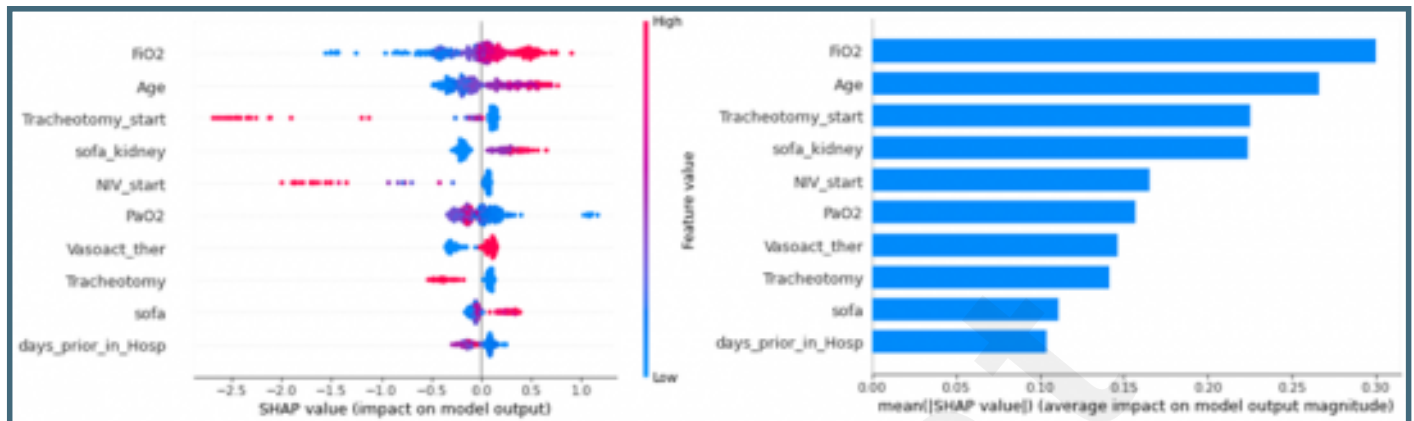 High
FiO2
Age
Tracheotomy_start
sofa_kidney
NIV_start
PaO2
Vasoact_ther
Tracheotomy
sofa
days_prior_in_Hosp
−2.5 −2.0 −1.5 −1.0 −0.5 0.0 0.5 1.0
SHAP value (impact on model output)
Feature value
Low
FiO2
Age
Tracheotomy_start
sofa_kidney
NIV_start
PaO2
Vasoact_ther
Tracheotomy
sofa
days_prior_in_Hosp
0.00 0.05 0.10 0.15 0.20 0.25 0.30
mean(|SHAP value|) (average impact on model output magnitude)